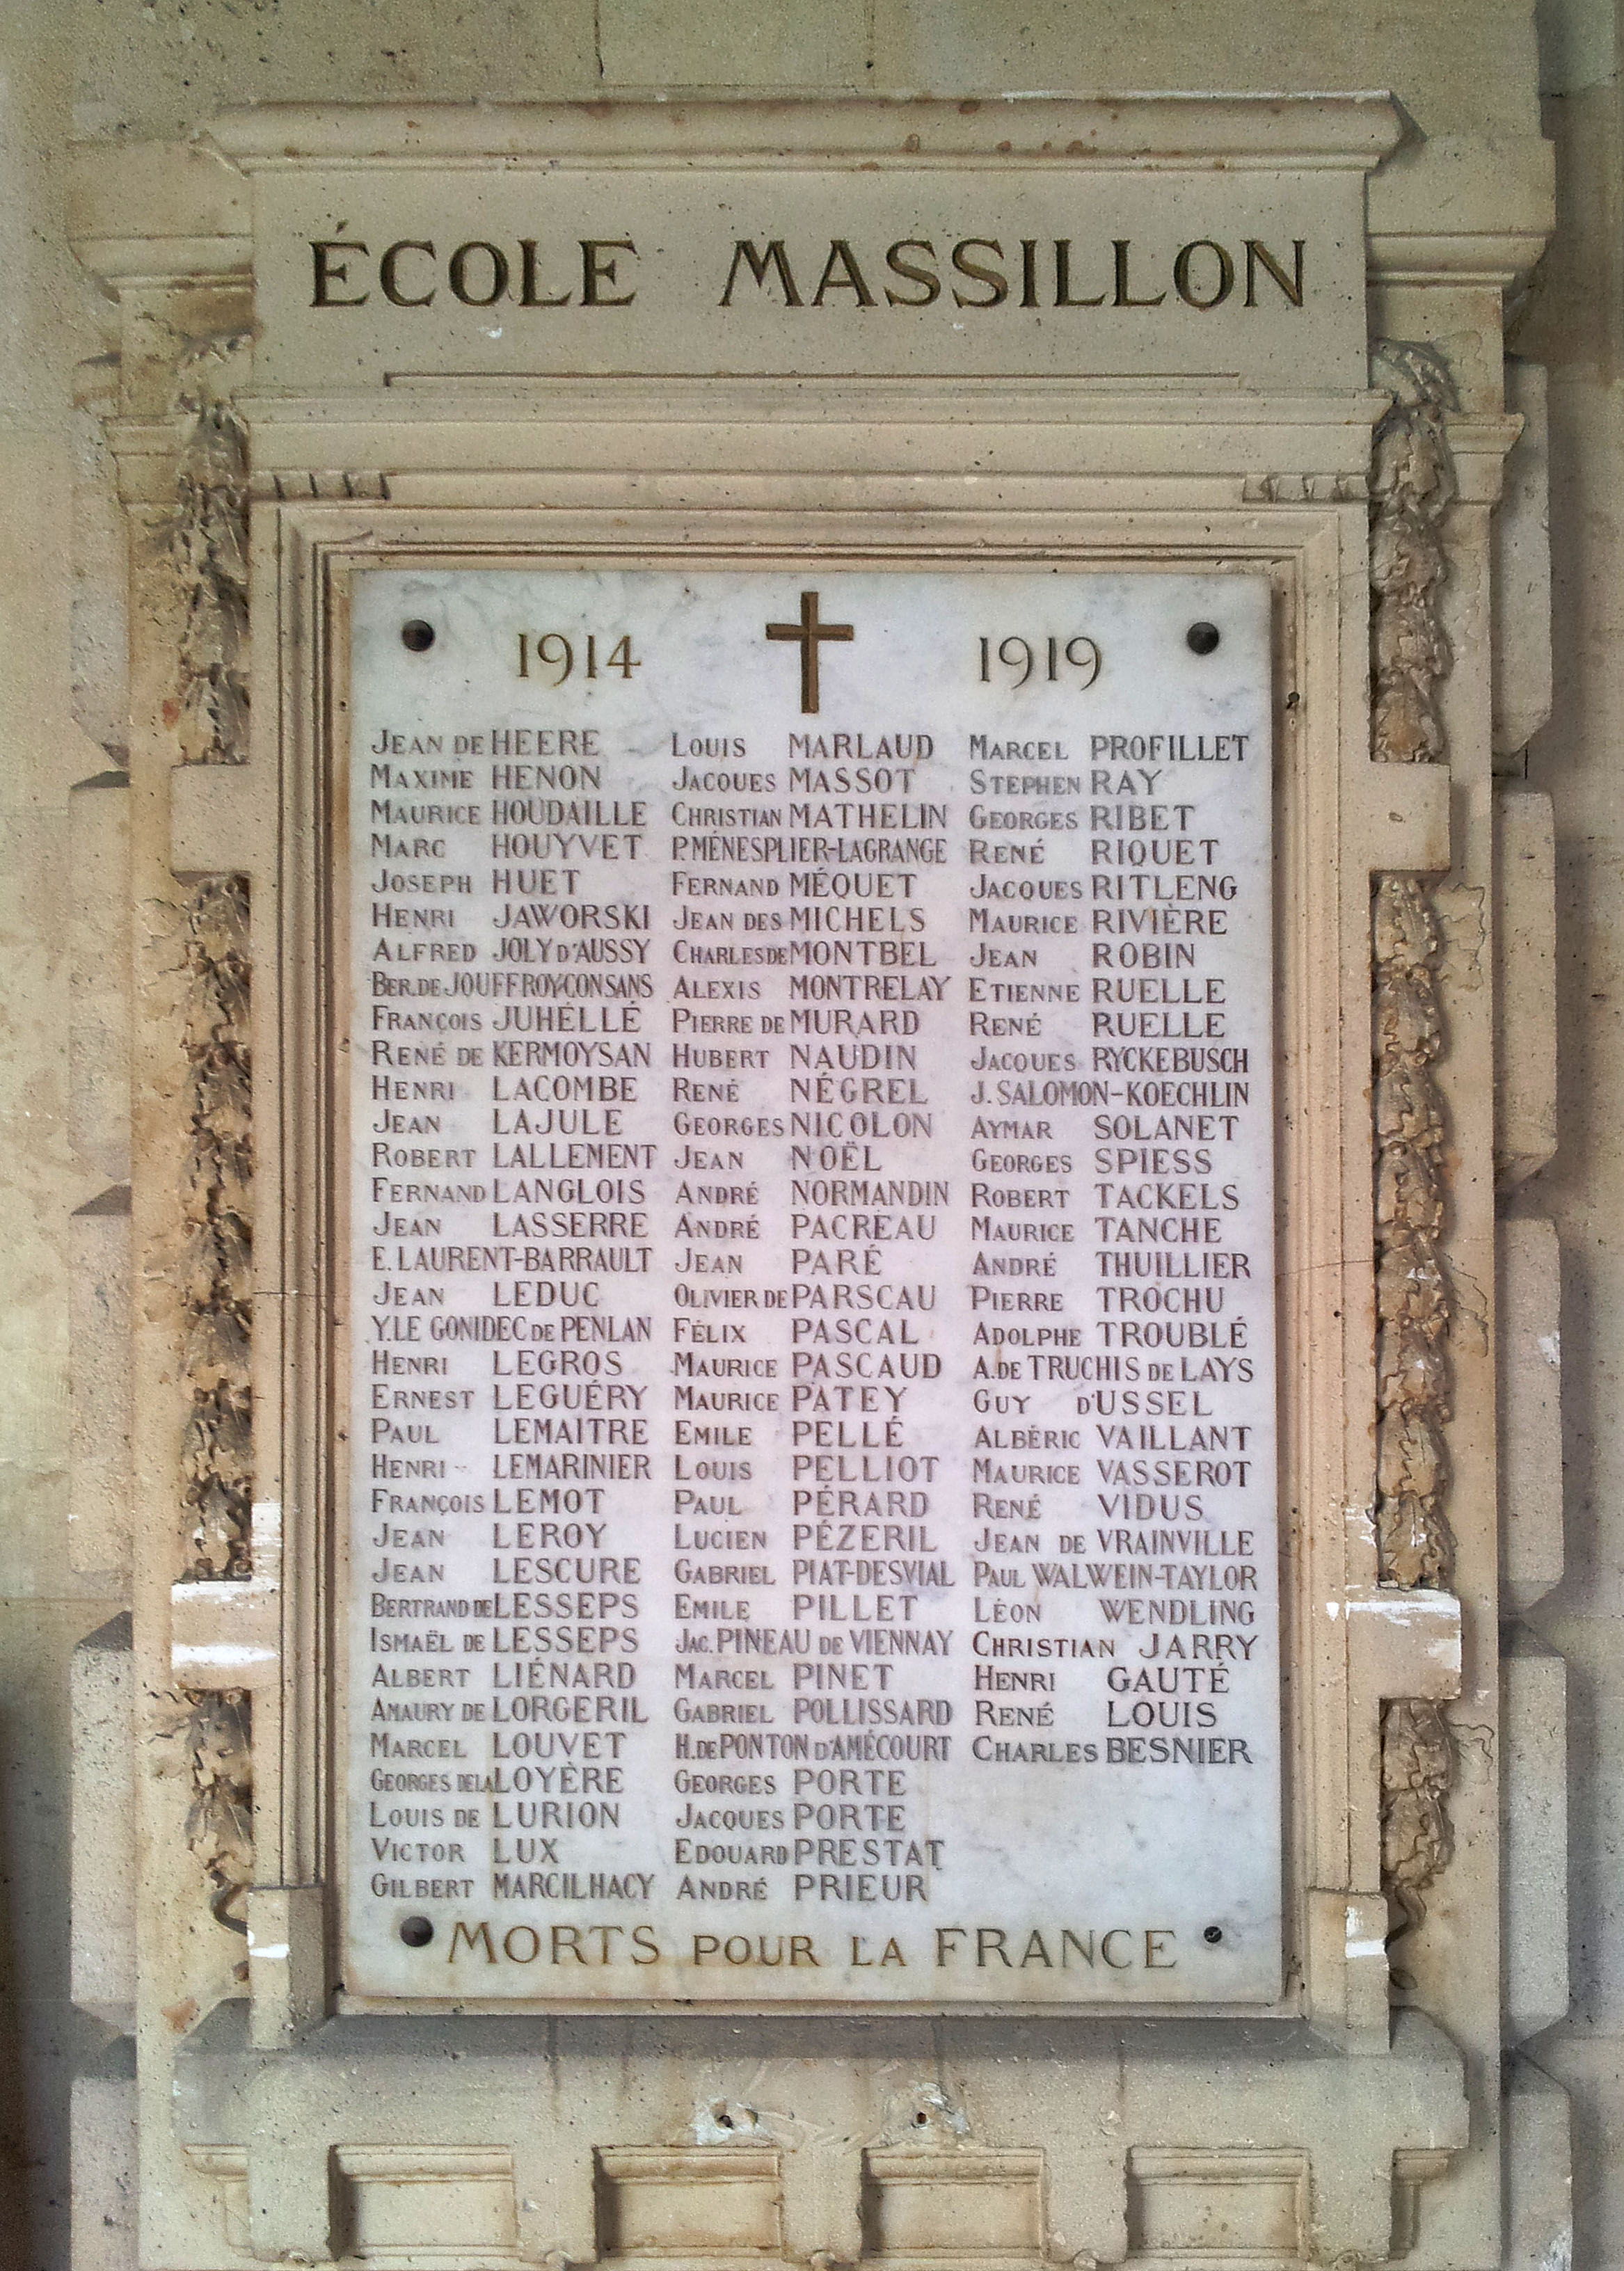 ÉCOLE MASSILLON
1914 1919
JEAN DE HEERE
MAXIME HENON
MAURICE HOUDAILLE
MARC HOUYVET
JOSEPH HUET
HENRI JAWORSKI
ALFRED JOLY D'AUSSY
BER. DE JOUFFROY-CONSANS
FRANÇOIS JUHÉLLÉ
RENÉ DE KERMOYSAN
HENRI LACOMBE
JEAN LAJULE
ROBERT LALLEMENT
FERNAND LANGLOIS
JEAN LASSERRE
E. LAURENT-BARRAULT
JEAN LEDUC
Y. LE GONIDEC DE PENLAN
HENRI LEGROS
ERNEST LEGUÉRY
PAUL LEMAITRE
HENRI LEMARINIER
FRANÇOIS LEMOT
JEAN LEROY
JEAN LESCURE
BERTRAND DE LESSEPS
ISMAËL DE LESSEPS
ALBERT LIÉNARD
AMAURY DE LORGERIL
MARCEL LOUVET
GEORGES DE LA LOYÈRE
LOUIS DE LURION
VICTOR LUX
GILBERT MARCILHACY
LOUIS MARLAUD
JACQUES MASSOT
CHRISTIAN MATHELIN
P. MÉNESPLIER-LAGRANGE
FERNAND MÉQUET
JEAN DES MICHELS
CHARLES DE MONTBEL
ALEXIS MONTRELAY
PIERRE DE MURARD
HUBERT NAUDIN
RENÉ NÉGREL
GEORGES NICOLON
JEAN NOËL
ANDRÉ NORMANDIN
ANDRÉ PACREAU
JEAN PARÉ
OLIVIER DE PARSCAU
FÉLIX PASCAL
MAURICE PASCAUD
MAURICE PATEY
EMILE PELLÉ
LOUIS PELLIOT
PAUL PÉRARD
LUCIEN PÉZERIL
GABRIEL PIAT-DESVIAL
EMILE PILLET
JAC. PINEAU DE VIENNAY
MARCEL PINET
GABRIEL POLLISSARD
H. DE PONTON D'AMÉCOURT
GEORGES PORTE
JACQUES PORTE
EDOUARD PRESTAT
ANDRÉ PRIEUR
MARCEL PROFILLET
STEPHEN RAY
GEORGES RIBET
RENÉ RIQUET
JACQUES RITLENG
MAURICE RIVIÈRE
JEAN ROBIN
ETIENNE RUELLE
RENÉ RUELLE
JACQUES RYCKEBUSCH
J. SALOMON-KOECHLIN
AYMAR SOLANET
GEORGES SPIESS
ROBERT TACKELS
MAURICE TANCHE
ANDRÉ THUILLIER
PIERRE TROCHU
ADOLPHE TROUBLÉ
A. DE TRUCHIS DE LAYS
GUY D'USSEL
ALBÉRIC VAILLANT
MAURICE VASSEROT
RENÉ VIDUS
JEAN DE VRAINVILLE
PAUL WALWEIN-TAYLOR
LÉON WENDLING
CHRISTIAN JARRY
HENRI GAUTÉ
RENÉ LOUIS
CHARLES BESNIER
MORTS POUR LA FRANCE